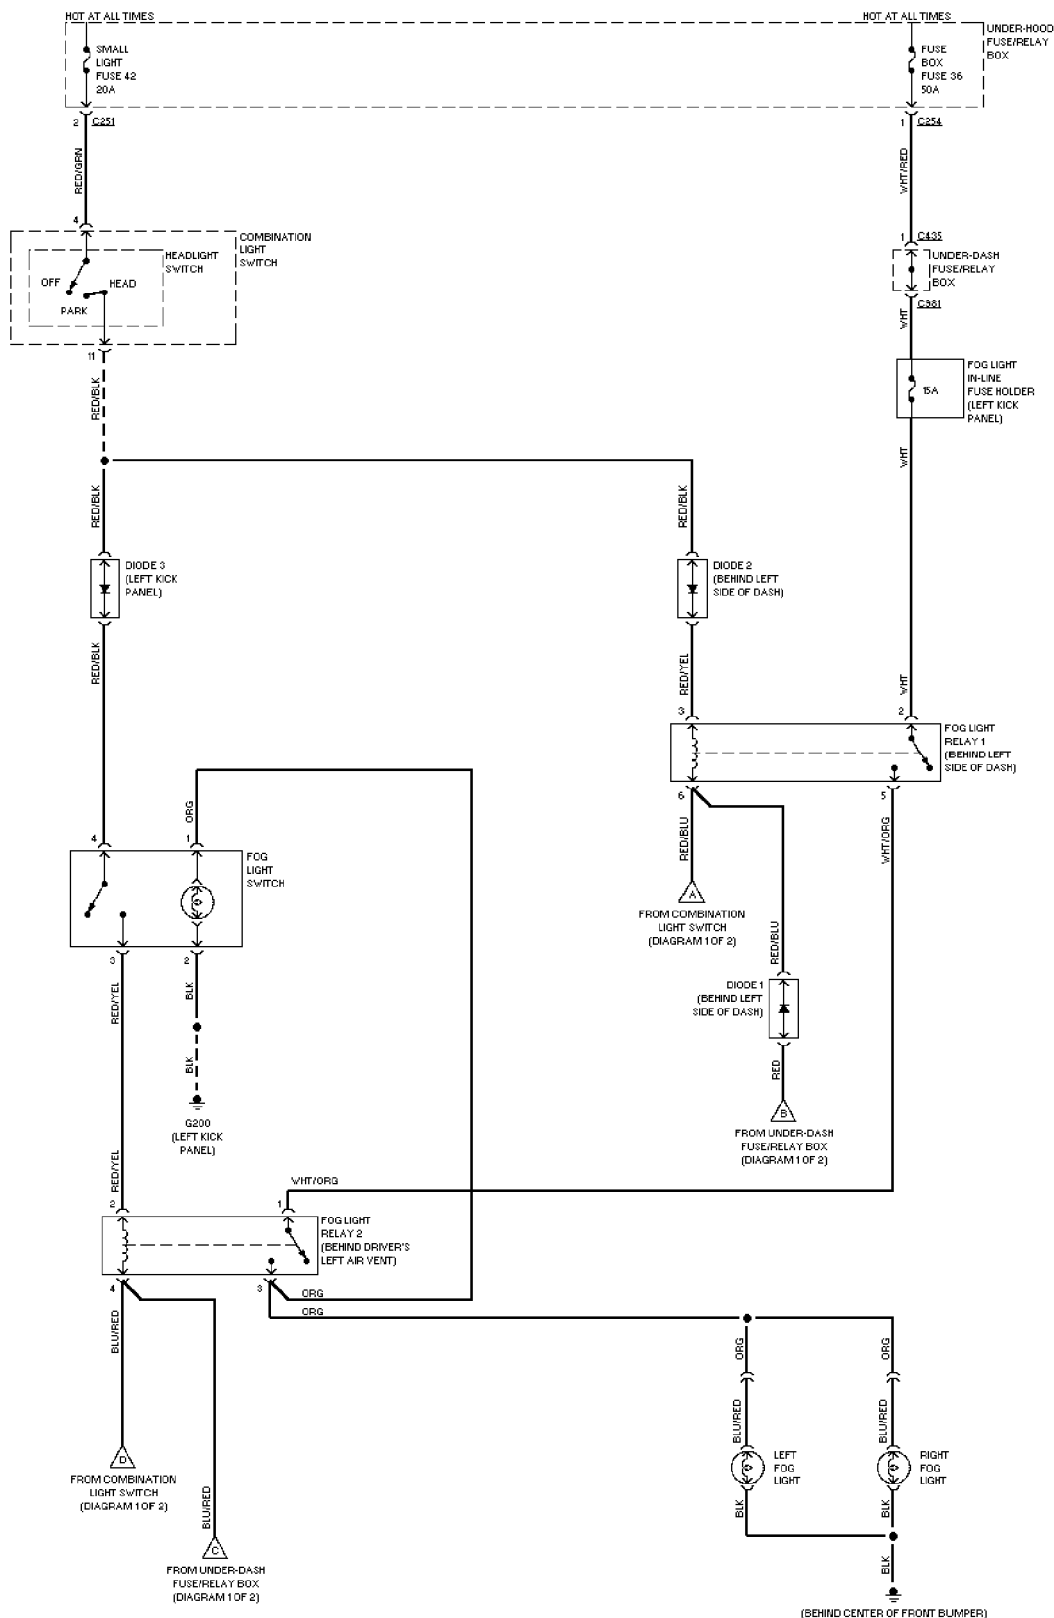 HOT AT ALL TIMES
HOT AT ALL TIMES
UNDER-HOOD
FUSE/RELAY
BOX
SMALL
LIGHT
FUSE 42
20A
FUSE
BOX
FUSE 36
50A
2 C251
1 C254
RED/GRN
WHT/RED
4
COMBINATION
LIGHT
SWITCH
HEADLIGHT
SWITCH
OFF
HEAD
PARK
1 C435
UNDER-DASH
FUSE/RELAY
BOX
C981
WHT
11
RED/BLK
FOG LIGHT
IN-LINE
FUSE HOLDER
(LEFT KICK
PANEL)
15A
WHT
RED/BLK
RED/BLK
DIODE 3
(LEFT KICK
PANEL)
DIODE 2
(BEHIND LEFT
SIDE OF DASH)
RED/BLK
RED/YEL
WHT
3
2
FOG LIGHT
RELAY 1
(BEHIND LEFT
SIDE OF DASH)
6
5
ORG
RED/BLU
WHT/ORG
4
1
FOG
LIGHT
SWITCH
A
FROM COMBINATION
LIGHT SWITCH
(DIAGRAM 1 OF 2)
RED/BLU
3
2
RED/YEL
BLK
DIODE 1
(BEHIND LEFT
SIDE OF DASH)
BLK
RED
G200
(LEFT KICK
PANEL)
B
FROM UNDER-DASH
FUSE/RELAY BOX
(DIAGRAM 1 OF 2)
RED/YEL
WHT/ORG
2
1
FOG LIGHT
RELAY 2
(BEHIND DRIVER'S
LEFT AIR VENT)
4
3
ORG
ORG
BLU/RED
ORG
ORG
BLU/RED
BLU/RED
D
FROM COMBINATION
LIGHT SWITCH
(DIAGRAM 1 OF 2)
LEFT
FOG
LIGHT
RIGHT
FOG
LIGHT
BLU/RED
BLK
BLK
C
FROM UNDER-DASH
FUSE/RELAY BOX
(DIAGRAM 1 OF 2)
BLK
(BEHIND CENTER OF FRONT BUMPER)